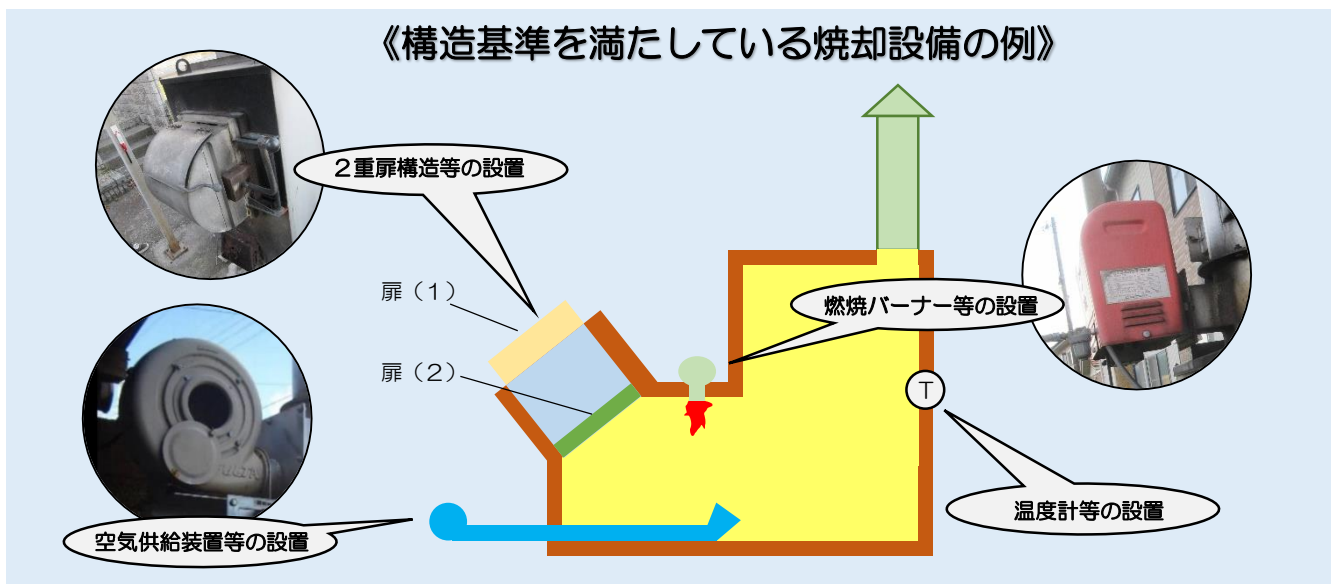 《構造基準を満たしている焼却設備の例》
２重扉構造等の設置
扉（１）
燃焼バーナー等の設置
扉（２）
T
温度計等の設置
空気供給装置等の設置